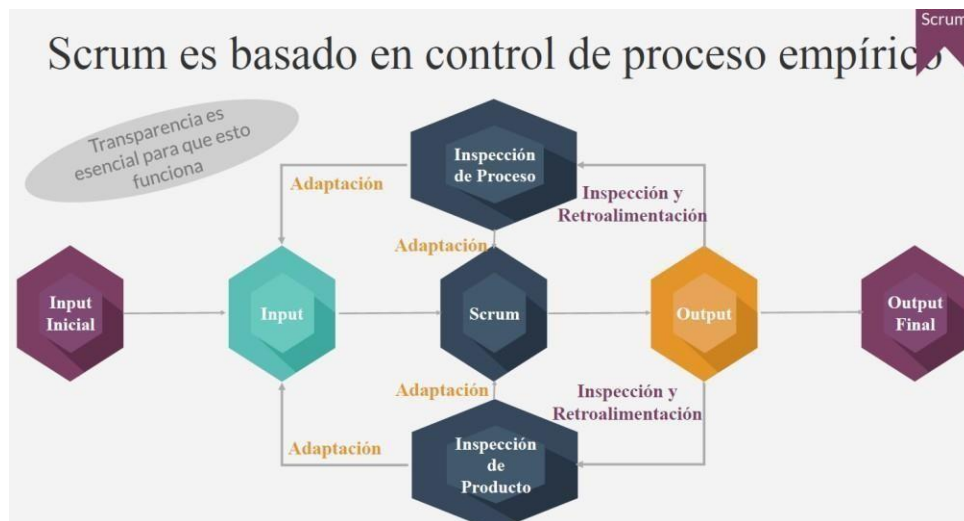 Scrum
Scrum es basado en control de proceso empírico
Transparencia es
esencial para que esto
funciona
Inspección
de Proceso
Adaptación
Inspección y
Retroalimentación
Adaptación
Input
Inicial
Input
Scrum
Output
Output
Final
Adaptación
Inspección y
Retroalimentación
Adaptación
Inspección
de
Producto